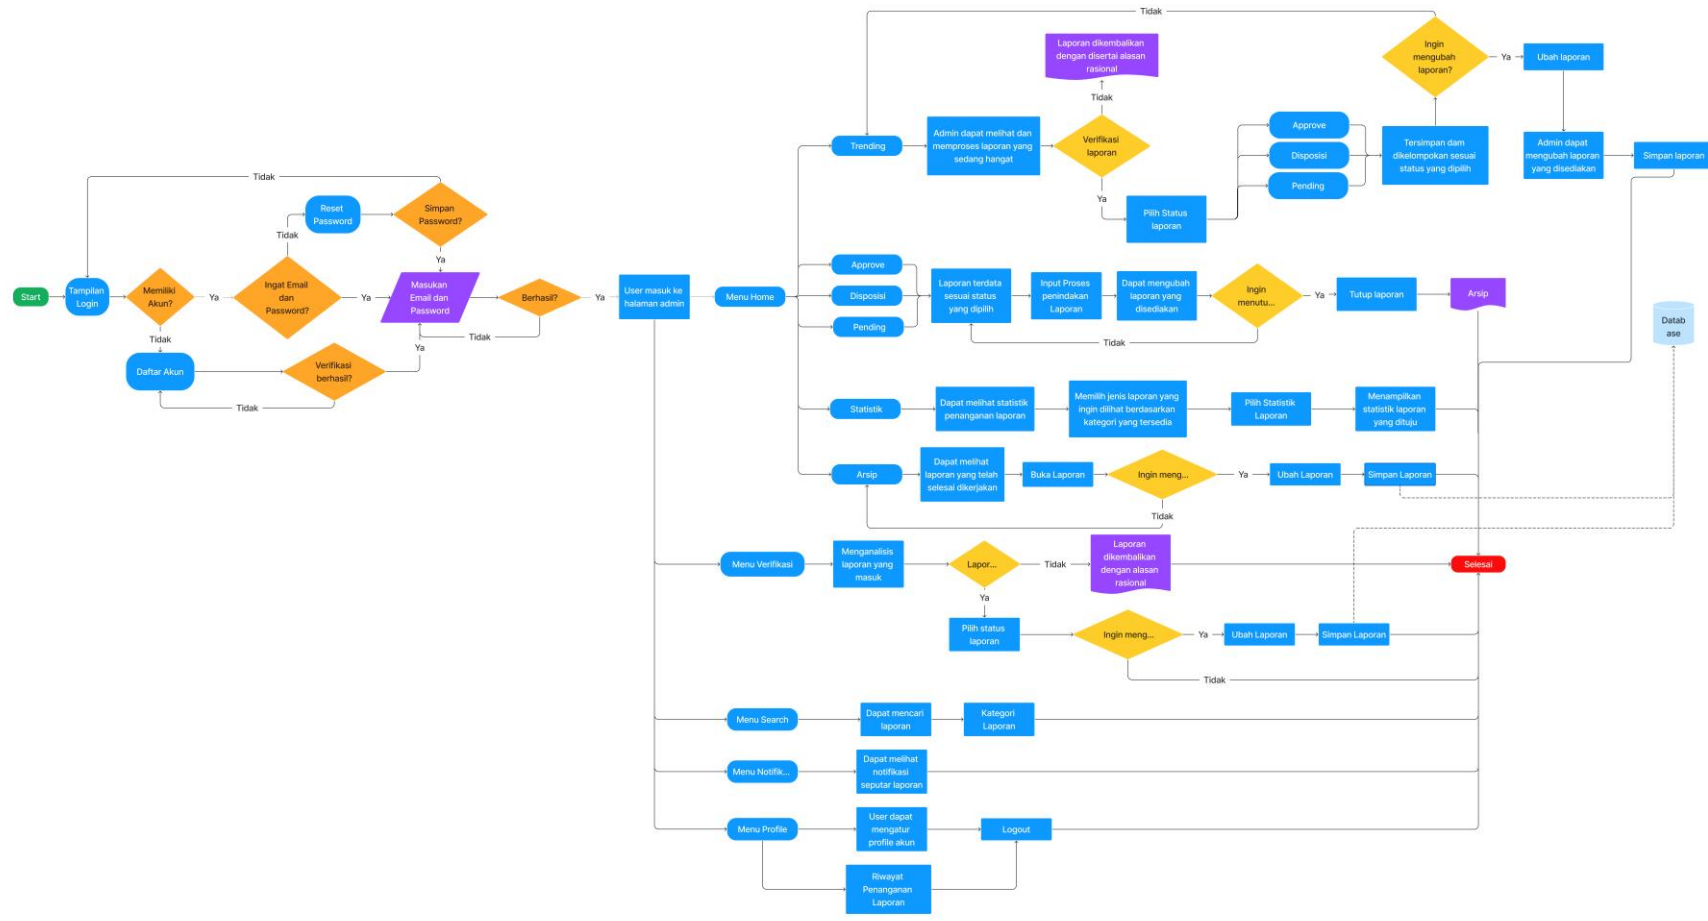 Tidak
Ingin
mengubah
laporan?
Ya
Ubah laporan
Laporan dikembalikan
dengan disertai alasan
rasional
Tidak
Trending
Admin dapat melihat dan
memproses laporan yang
sedang hangat
Verifikasi
laporan
Ya
Pilih Status
laporan
Approve
Disposisi
Pending
Tersimpan dam
dikelompokan sesuai
status yang dipilih
Admin dapat
mengubah laporan
yang disediakan
Simpan laporan
Tidak
Reset
Password
Simpan
Password?
Tidak
Ya
Start
Tampilan
Login
Memiliki
Akun?
Ya
Ingat Email
dan
Password?
Ya
Masukan
Email dan
Password
Berhasil?
Ya
Tidak
User masuk ke
halaman admin
Menu Home
Tidak
Daftar Akun
Verifikasi
berhasil?
Ya
Tidak
Approve
Disposisi
Pending
Laporan terdata
sesuai status
yang dipilih
Input Proses
penindakan
Laporan
Dapat mengubah
laporan yang
disediakan
Ingin
menutu...
Ya
Tutup laporan
Arsip
Tidak
Datab
ase
Statistik
Dapat melihat statistik
penanganan laporan
Memilih jenis laporan yang
ingin dilihat berdasarkan
kategori yang tersedia
Pilih Statistik
Laporan
Menampilkan
statistik laporan
yang dituju
Arsip
Dapat melihat
laporan yang telah
selesai dikerjakan
Buka Laporan
Ingin meng...
Ya
Ubah Laporan
Simpan Laporan
Tidak
Menu Verifikasi
Menganalisis
laporan yang
masuk
Lapor...
Tidak
Laporan
dikembalikan
dengan alasan
rasional
Selesai
Ya
Pilih status
laporan
Ingin meng...
Ya
Ubah Laporan
Simpan Laporan
Tidak
Menu Search
Dapat mencari
laporan
Kategori
Laporan
Menu Notifik...
Dapat melihat
notifikasi
seputar laporan
Menu Profile
User dapat
mengatur
profile akun
Logout
Riwayat
Penanganan
Laporan